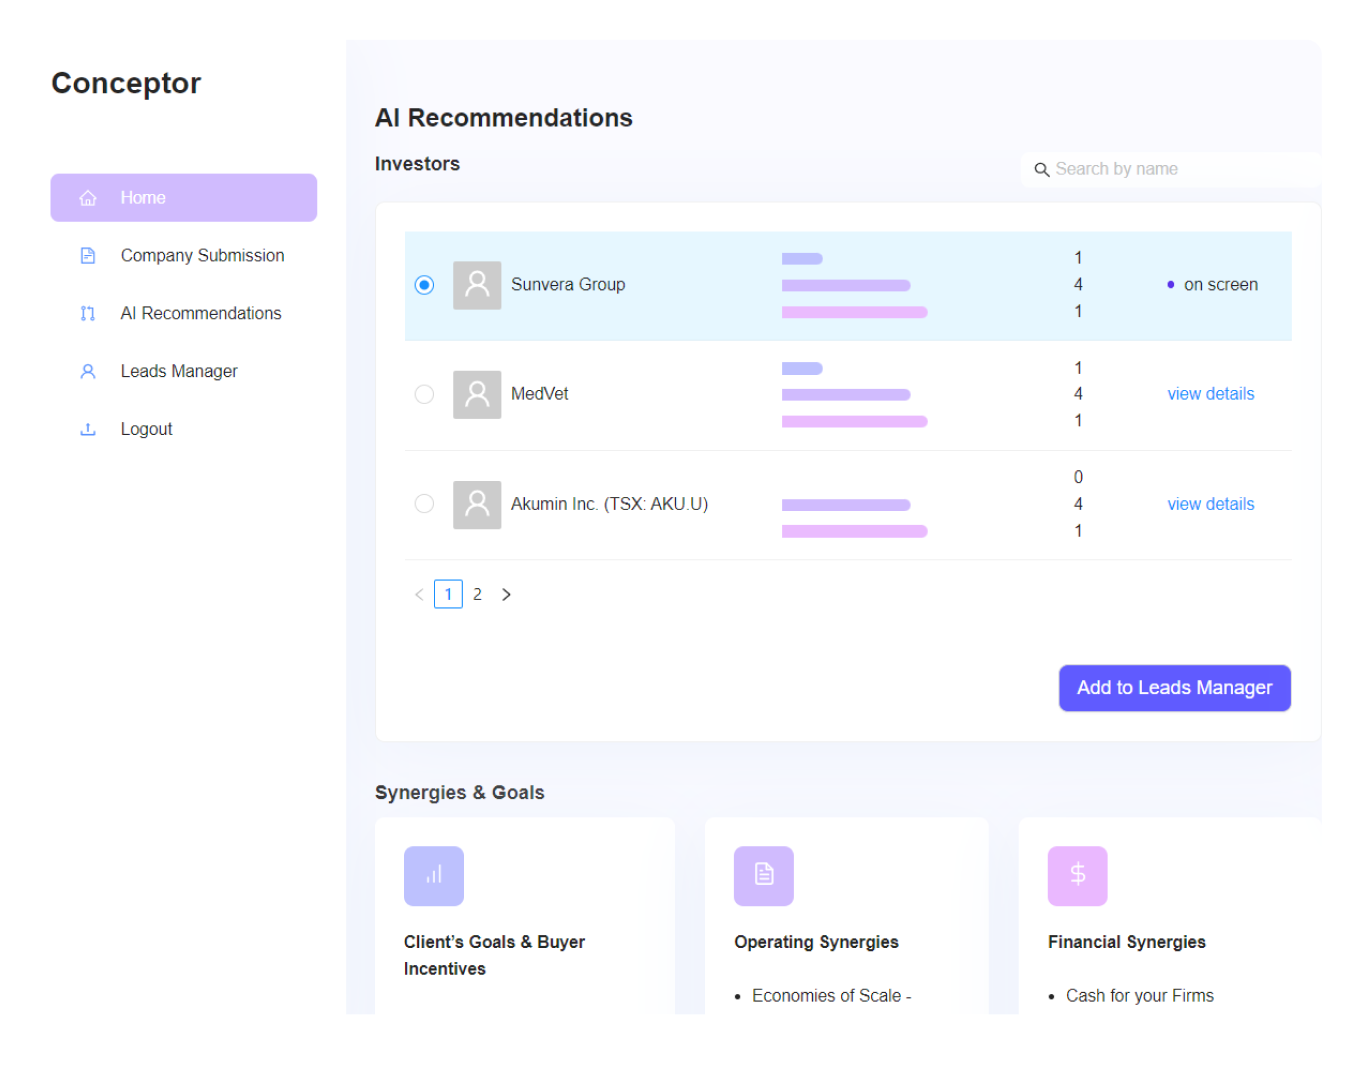 Conceptor
Home
Company Submission
AI Recommendations
Leads Manager
Logout
AI Recommendations
Investors
Search by name
Sunvera Group
1
4
1
on screen
MedVet
1
4
1
view details
Akumin Inc. (TSX: AKU.U)
0
4
1
view details
< 1 2 >
Add to Leads Manager
Synergies & Goals
Client's Goals & Buyer
Incentives
Operating Synergies
• Economies of Scale -
Financial Synergies
• Cash for your Firms